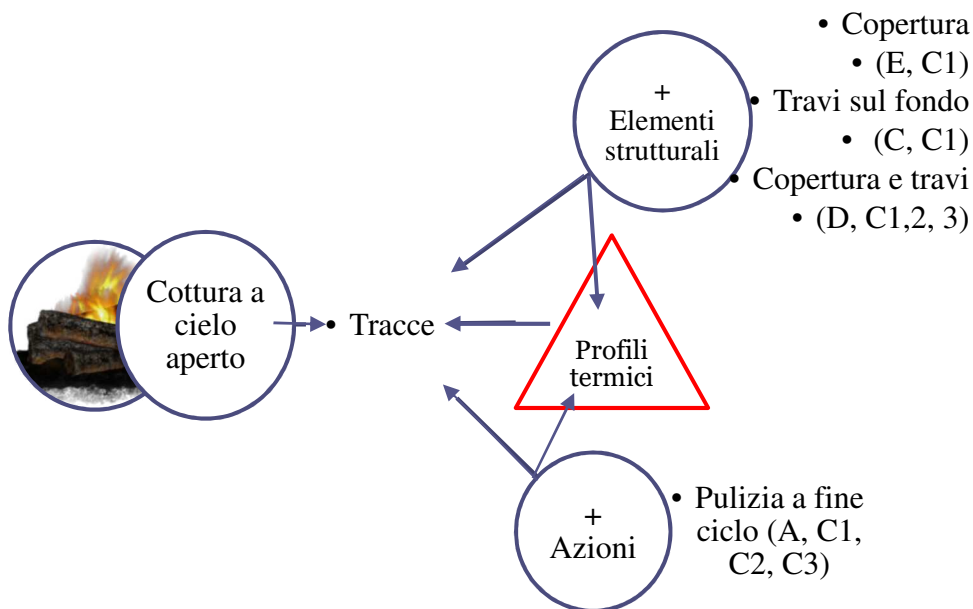 • Copertura
• (E, C1)
• Travi sul fondo
• (C, C1)
• Copertura e travi
• (D, C1,2, 3)
+
Elementi
strutturali
Cottura a
cielo
aperto
• Tracce
Profili
termici
+
Azioni
• Pulizia a fine
ciclo (A, C1,
C2, C3)